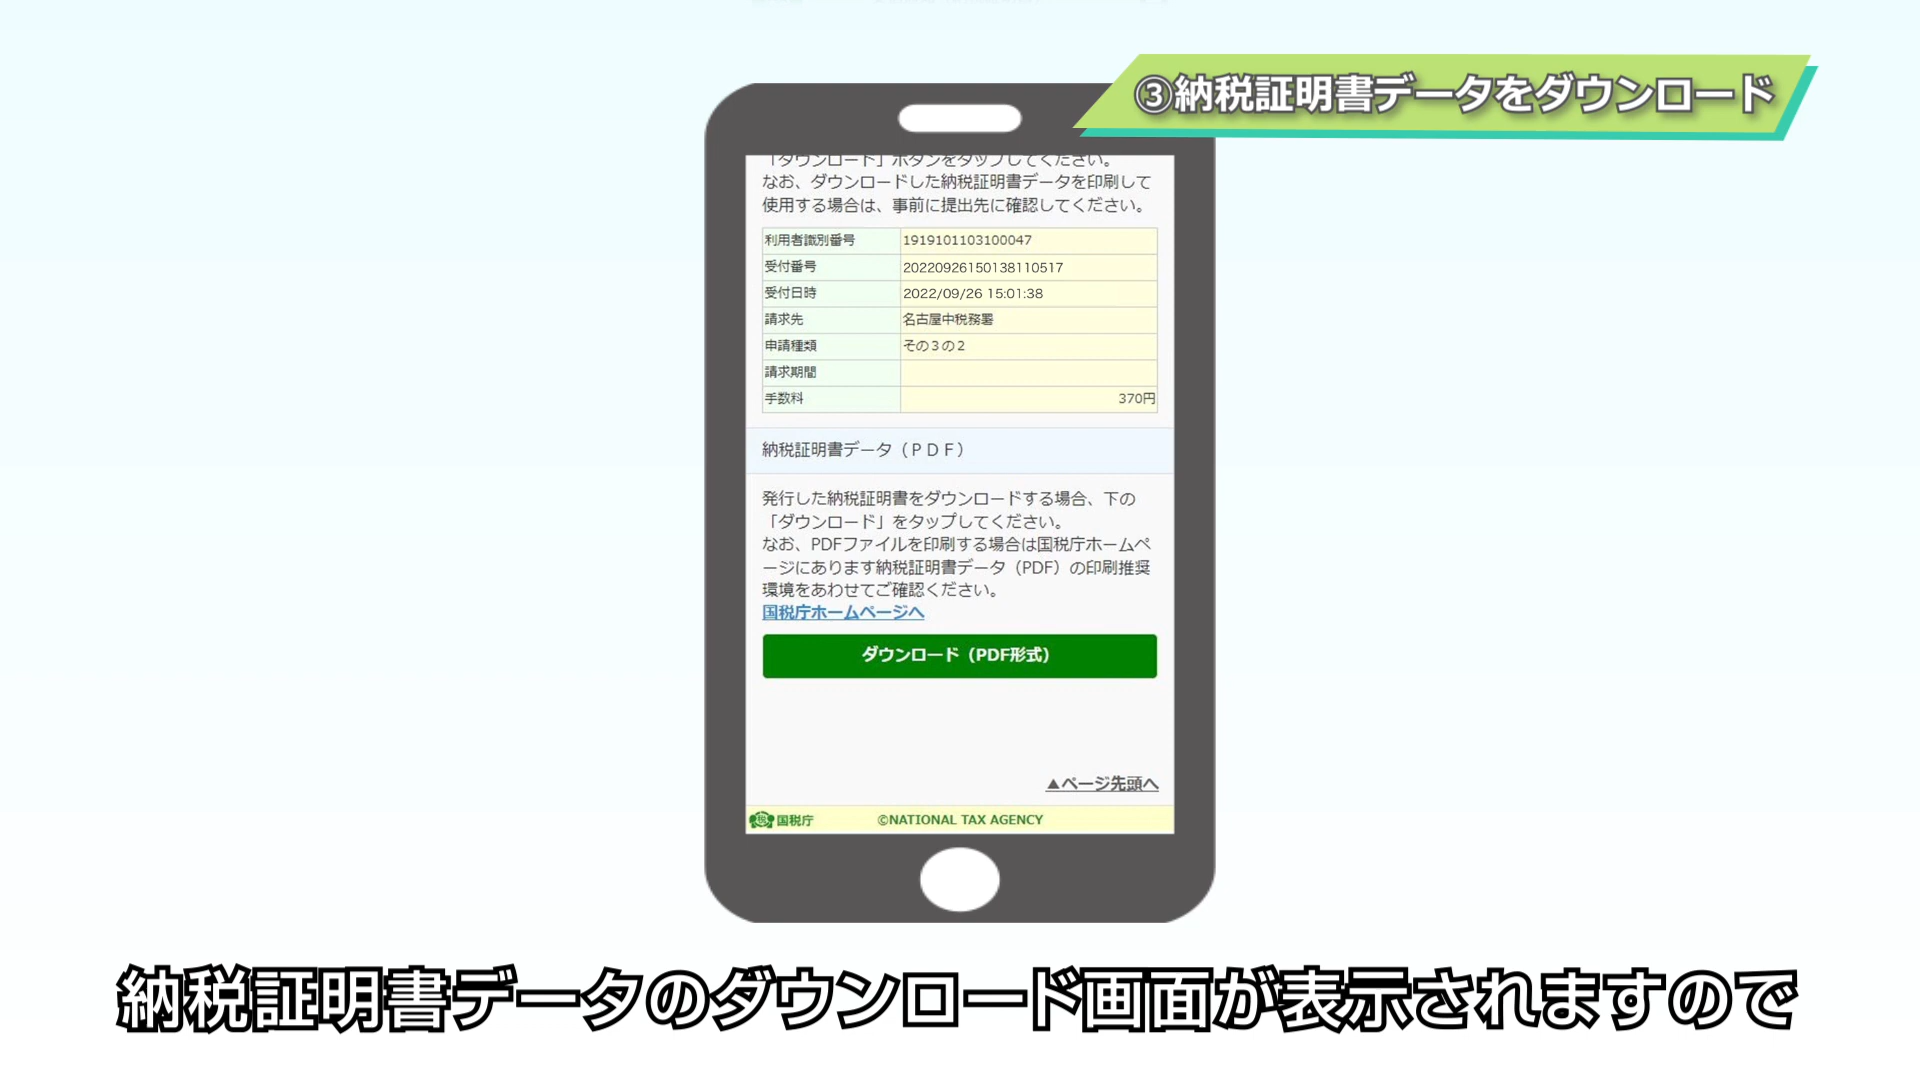 ③納税証明書データをダウンロード
「ダウンロード」ボタンをタップしてください。
なお、ダウンロードした納税証明書データを印刷して
使用する場合は、事前に提出先に確認してください。
利用者識別番号 1919101103100047
受付番号 20220926150138110517
受付日時 2022/09/26 15:01:38
請求先 名古屋中税務署
申請種類 その３の２
請求期間
手数料 370円
納税証明書データ（ＰＤＦ）
発行した納税証明書をダウンロードする場合、下の
「ダウンロード」をタップしてください。
なお、PDFファイルを印刷する場合は国税庁ホームペ
ージにあります納税証明書データ（PDF）の印刷推奨
環境をあわせてご確認ください。
国税庁ホームページへ
ダウンロード（PDF形式）
▲ページ先頭へ
税 国税庁 ©NATIONAL TAX AGENCY
納税証明書データのダウンロード画面が表示されますので